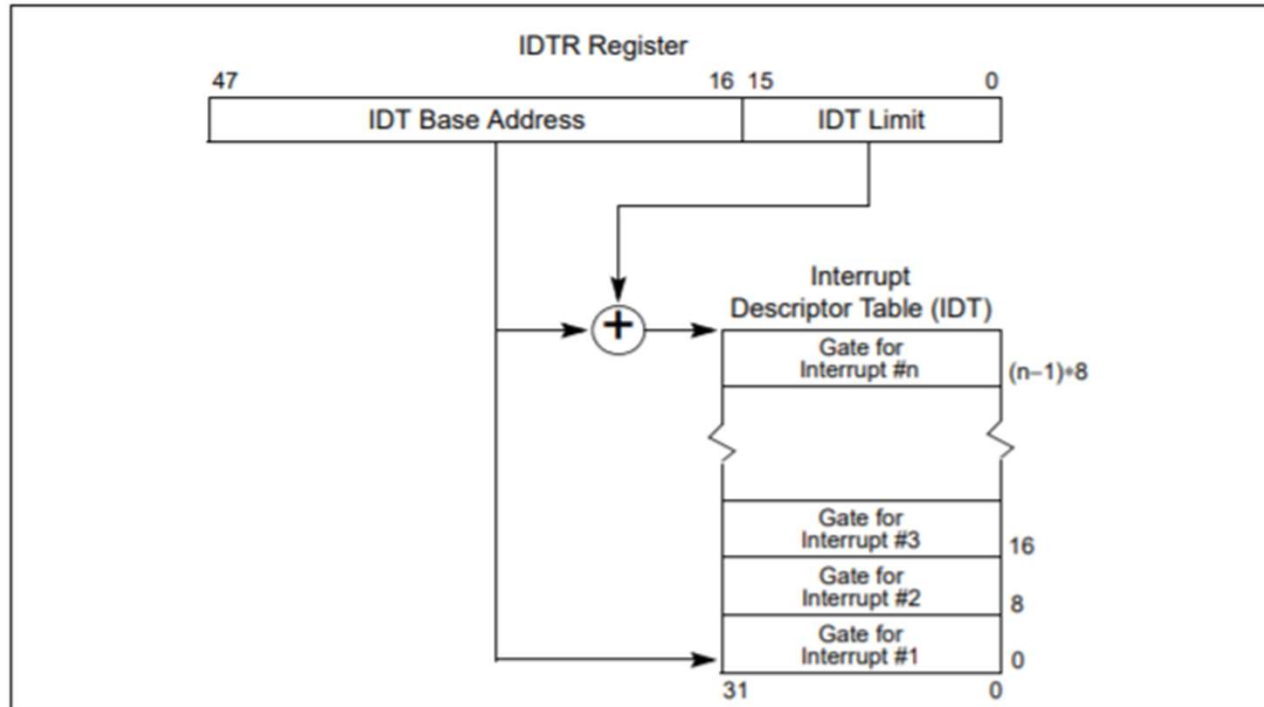 IDTR Register
47 16 15 0
IDT Base Address IDT Limit
+
Interrupt
Descriptor Table (IDT)
Gate for
Interrupt #n
(n−1)∗8
Gate for
Interrupt #3
16
Gate for
Interrupt #2
8
Gate for
Interrupt #1
0
31 0